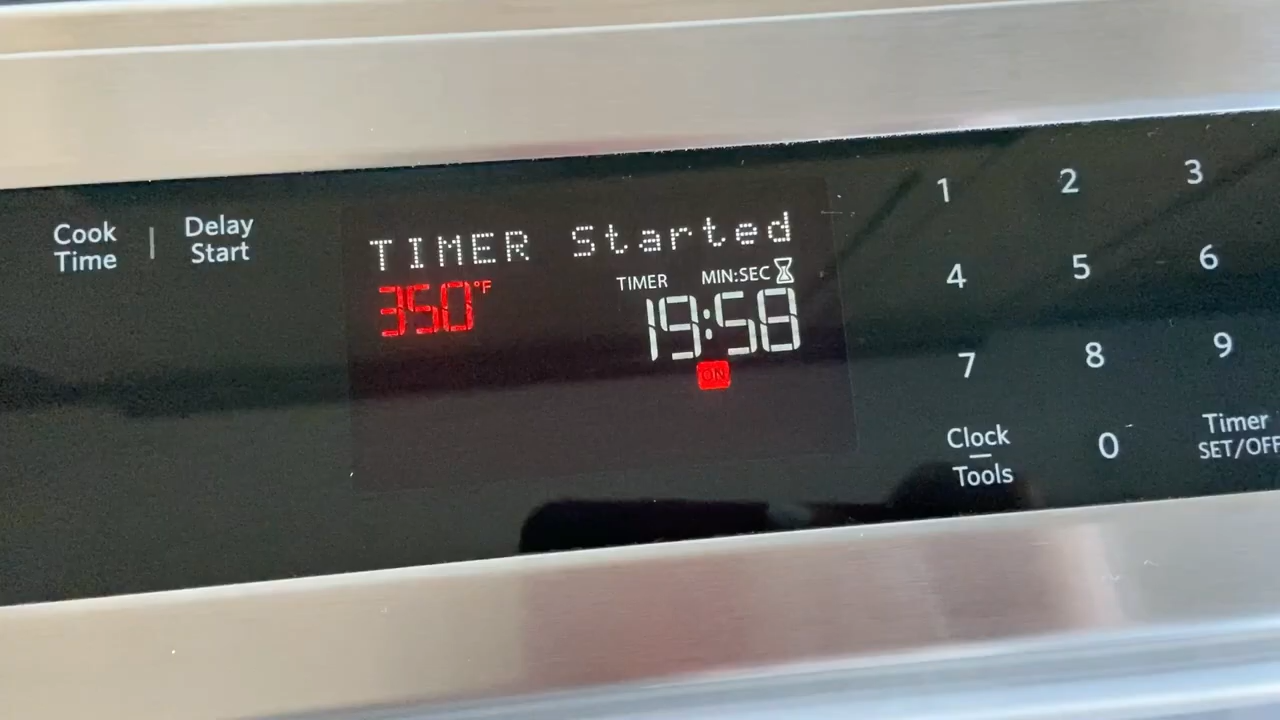 Cook Time | Delay Start
TIMER Started
350°F
TIMER MIN:SEC
19:58
ON
1 2 3
4 5 6
7 8 9
Clock
Tools
0
Timer
SET/OFF